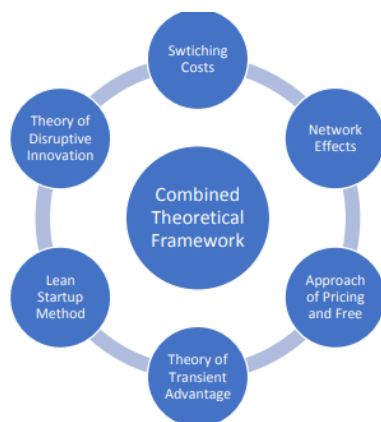 Swtiching
Costs
Network
Effects
Approach
of Pricing
and Free
Theory of
Transient
Advantage
Lean
Startup
Method
Theory of
Disruptive
Innovation
Combined
Theoretical
Framework